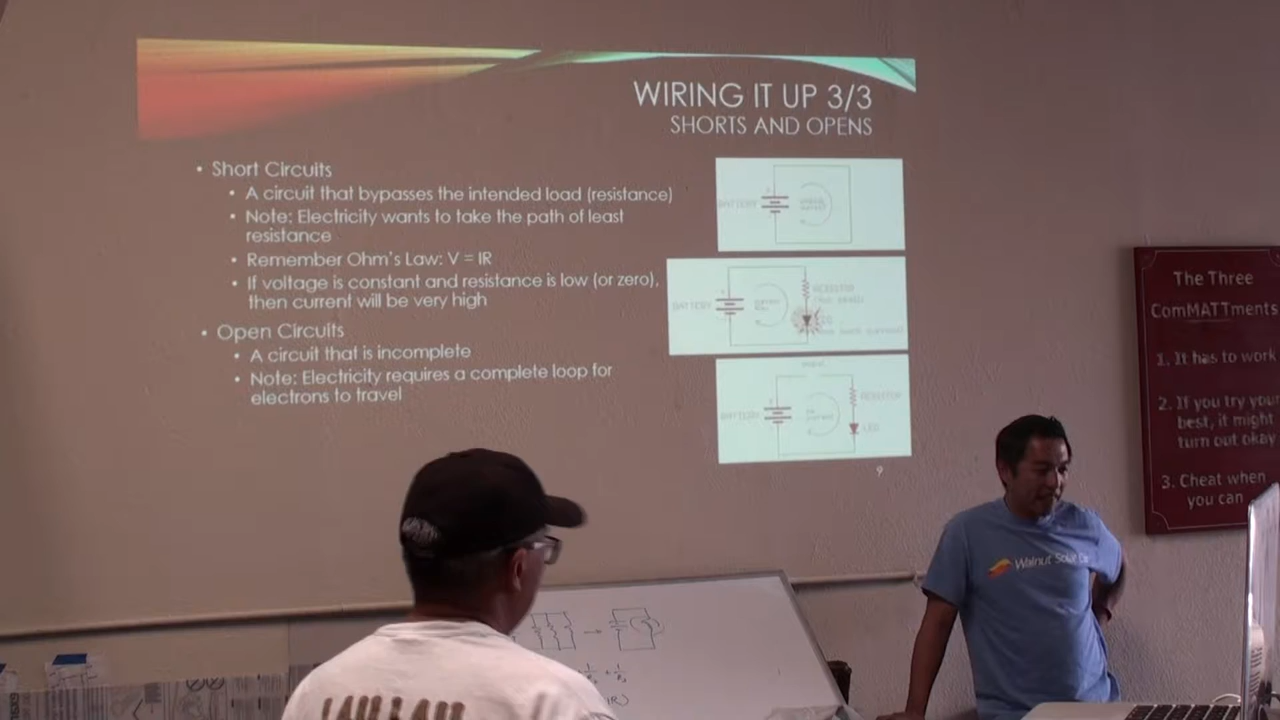 WIRING IT UP 3/3
SHORTS AND OPENS
• Short Circuits
• A circuit that bypasses the intended load (resistance)
• Note: Electricity wants to take the path of least
resistance
• Remember Ohm's Law: V = IR
• If voltage is constant and resistance is low (or zero),
then current will be very high
• Open Circuits
• A circuit that is incomplete
• Note: Electricity requires a complete loop for
electrons to travel
BATTERY
BATTERY
RESISTOR
BATTERY
RESISTOR
LED
9
The Three
ComMATTments
1. It has to work
2. If you try your
best, it might
turn out okay
3. Cheat when
you can
Walnut Solar